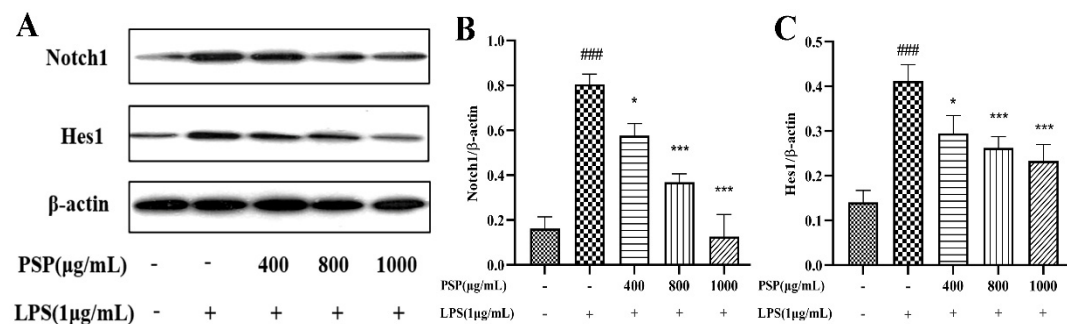 A
Notch1
Hes1
β-actin
PSP(μg/mL) - - 400 800 1000
LPS(1μg/mL) - + + + +
B
Notch1/β-actin
1.0
0.8
0.6
0.4
0.2
0.0
###
*
***
***
PSP(μg/mL) - - 400 800 1000
LPS(1μg/mL) - + + + +
C
Hes1/β-actin
0.5
0.4
0.3
0.2
0.1
0.0
###
*
***
***
PSP(μg/mL) - - 400 800 1000
LPS(1μg/mL) - + + + +